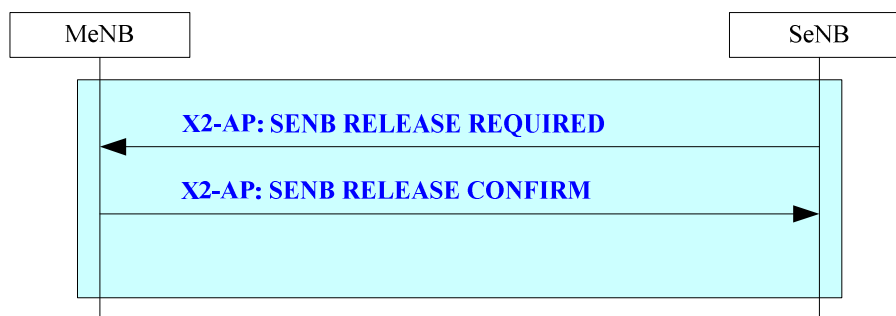 MeNB
SeNB
X2-AP: SENB RELEASE REQUIRED
X2-AP: SENB RELEASE CONFIRM